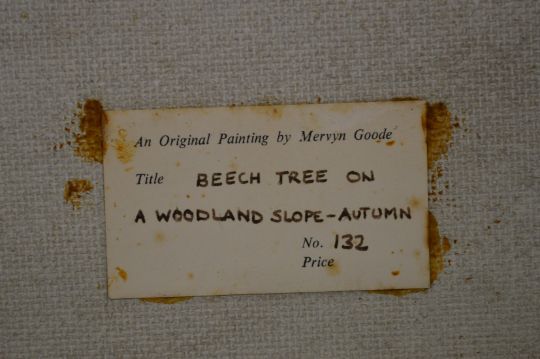 An Original Painting by Mervyn Goode
Title BEECH TREE ON
A WOODLAND SLOPE-AUTUMN
No. 132
Price